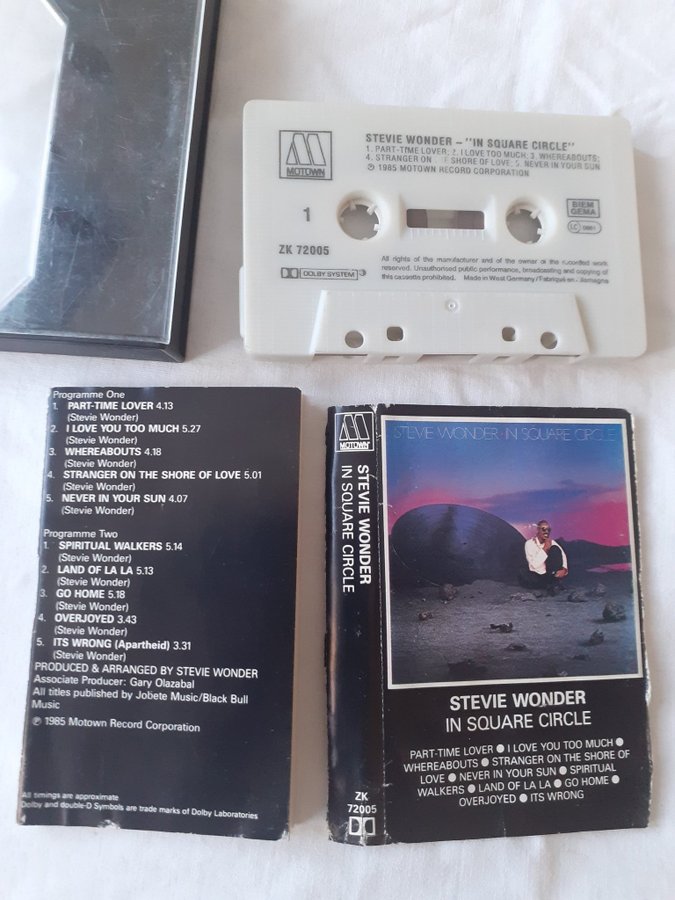 MOTOWN
STEVIE WONDER – "IN SQUARE CIRCLE"
1. PART-TIME LOVER; 2. I LOVE TOO MUCH; 3. WHEREABOUTS;
4. STRANGER ON SHORE OF LOVE; 5. NEVER IN YOUR SUN
℗ 1985 MOTOWN RECORD CORPORATION
1
BIEM
GEMA
LC 0861
ZK 72005
DOLBY SYSTEM
All rights of the manufacturer and of the owner of the recorded work
reserved. Unauthorised public performance, broadcasting and copying of
this cassette prohibited. Made in West Germany/Fabriqué en
Programme One
1. PART-TIME LOVER 4.13
(Stevie Wonder)
2. I LOVE YOU TOO MUCH 5.27
(Stevie Wonder)
3. WHEREABOUTS 4.18
(Stevie Wonder)
4. STRANGER ON THE SHORE OF LOVE 5.01
(Stevie Wonder)
5. NEVER IN YOUR SUN 4.07
(Stevie Wonder)
Programme Two
1. SPIRITUAL WALKERS 5.14
(Stevie Wonder)
2. LAND OF LA LA 5.13
(Stevie Wonder)
3. GO HOME 5.18
(Stevie Wonder)
4. OVERJOYED 3.43
(Stevie Wonder)
5. ITS WRONG (Apartheid) 3.31
(Stevie Wonder)
PRODUCED & ARRANGED BY STEVIE WONDER
Associate Producer: Gary Olazabal
All titles published by Jobete Music/Black Bull
Music
℗ 1985 Motown Record Corporation
All timings are approximate
Dolby and double-D Symbols are trade marks of Dolby Laboratories
MOTOWN
STEVIE WONDER
IN SQUARE CIRCLE
ZK
72005
STEVIE WONDER · IN SQUARE CIRCLE
STEVIE WONDER
IN SQUARE CIRCLE
PART-TIME LOVER ● I LOVE YOU TOO MUCH ●
WHEREABOUTS ● STRANGER ON THE SHORE OF
LOVE ● NEVER IN YOUR SUN ● SPIRITUAL
WALKERS ● LAND OF LA LA ● GO HOME ●
OVERJOYED ● ITS WRONG